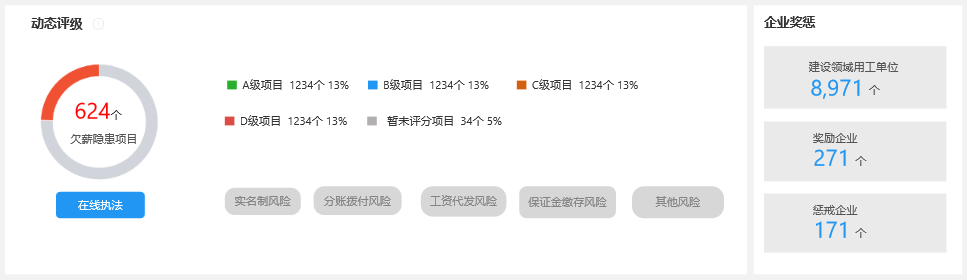 动态评级
624个
欠薪隐患项目
在线执法
A级项目 1234个 13% B级项目 1234个 13% C级项目 1234个 13%
D级项目 1234个 13% 暂未评分项目 34个 5%
实名制风险 分账拨付风险 工资代发风险 保证金缴存风险 其他风险
企业奖惩
建设领域用工单位
8,971 个
奖励企业
271 个
惩戒企业
171 个